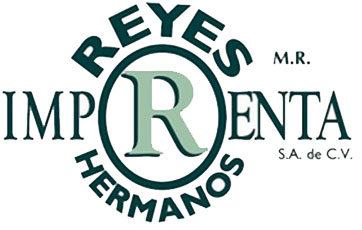 REYES
M.R.
IMPRENTA
S.A. de C.V.
HERMANOS